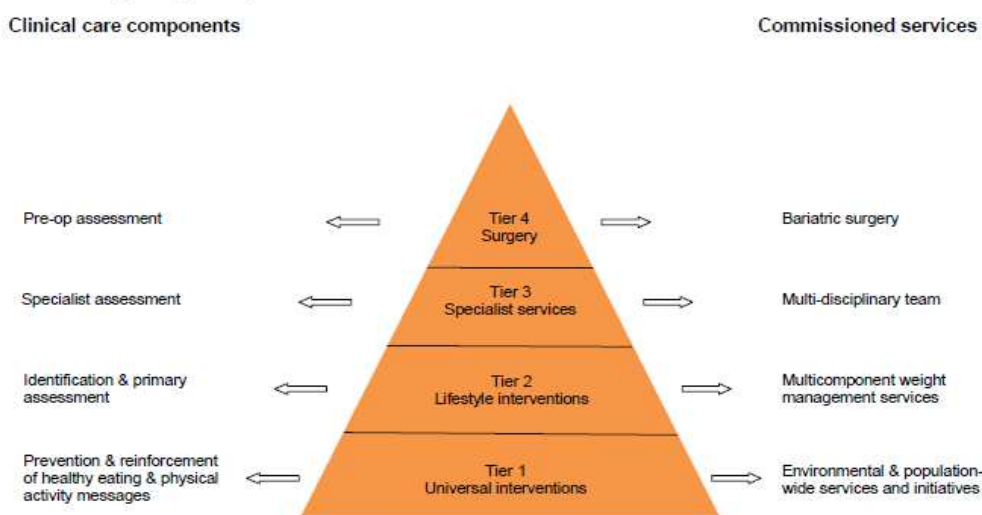 Clinical care components
Commissioned services
Pre-op assessment
Tier 4
Surgery
Bariatric surgery
Specialist assessment
Tier 3
Specialist services
Multi-disciplinary team
Identification & primary
assessment
Tier 2
Lifestyle interventions
Multicomponent weight
management services
Prevention & reinforcement
of healthy eating & physical
activity messages
Tier 1
Universal interventions
Environmental & population-
wide services and initiatives